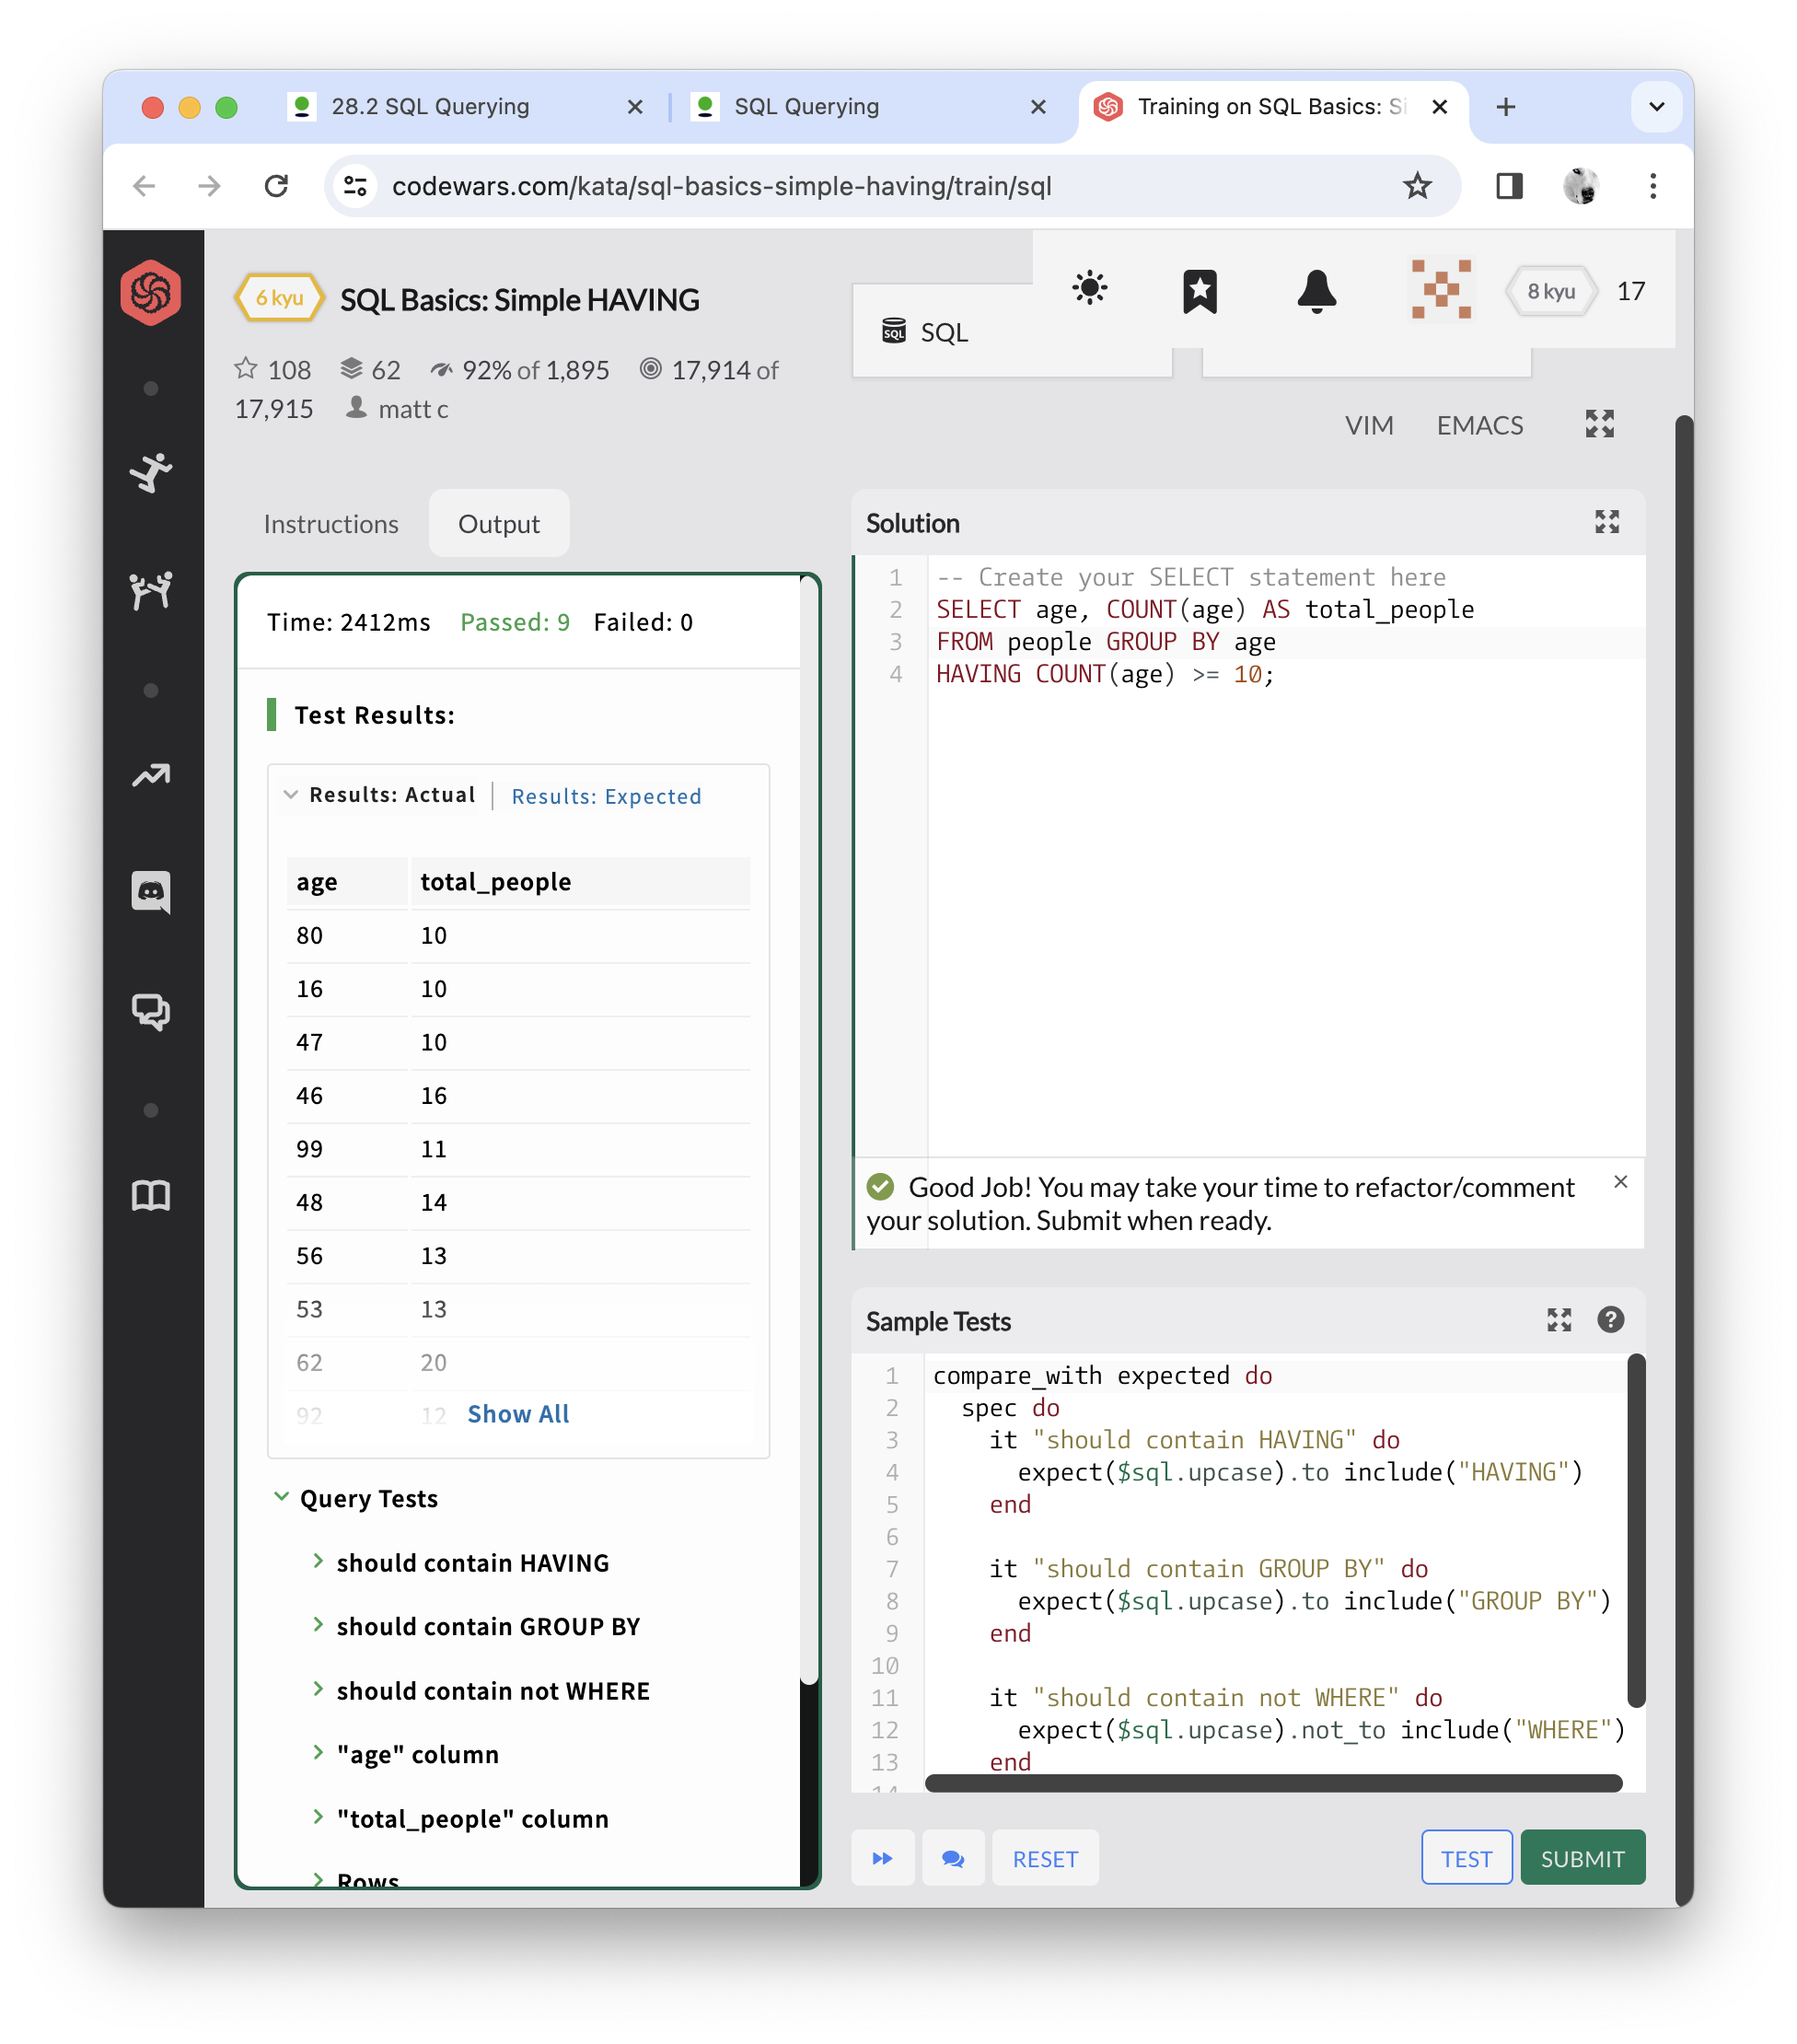 28.2 SQL Querying
SQL Querying
Training on SQL Basics: Si
codewars.com/kata/sql-basics-simple-having/train/sql
6 kyu
SQL Basics: Simple HAVING
108 62 92% of 1,895 17,914 of
17,915 matt c
SQL
SQL
8 kyu 17
VIM EMACS
Instructions Output
Time: 2412ms Passed: 9 Failed: 0
Test Results:
Results: Actual Results: Expected
age total_people
80 10
16 10
47 10
46 16
99 11
48 14
56 13
53 13
62 20
92 12 Show All
Query Tests
should contain HAVING
should contain GROUP BY
should contain not WHERE
"age" column
"total_people" column
Rows
Solution
1 -- Create your SELECT statement here
2 SELECT age, COUNT(age) AS total_people
3 FROM people GROUP BY age
4 HAVING COUNT(age) >= 10;
Good Job! You may take your time to refactor/comment
your solution. Submit when ready.
Sample Tests
1 compare_with expected do
2 spec do
3 it "should contain HAVING" do
4 expect($sql.upcase).to include("HAVING")
5 end
6
7 it "should contain GROUP BY" do
8 expect($sql.upcase).to include("GROUP BY")
9 end
10
11 it "should contain not WHERE" do
12 expect($sql.upcase).not_to include("WHERE")
13 end
14
RESET TEST SUBMIT